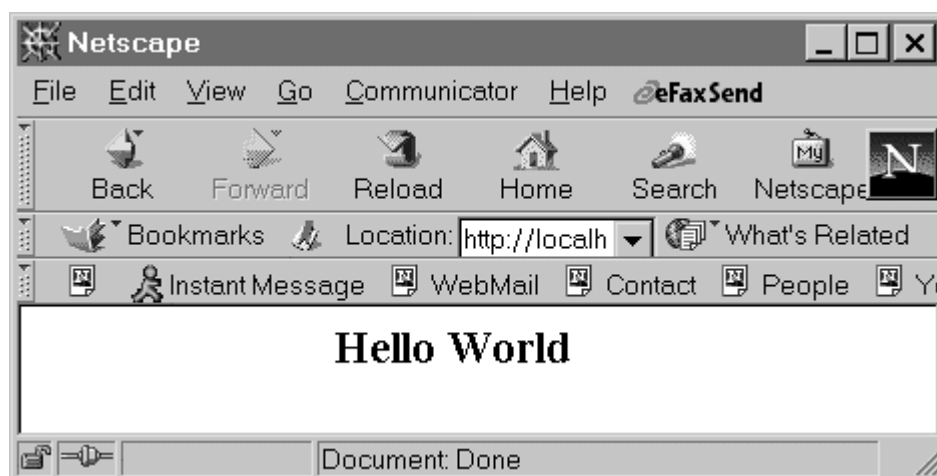 Netscape
File Edit View Go Communicator Help eFaxSend
My N
Back Forward Reload Home Search Netscape
Bookmarks Location: http://localh What's Related
Instant Message WebMail Contact People Y
Hello World
Document: Done